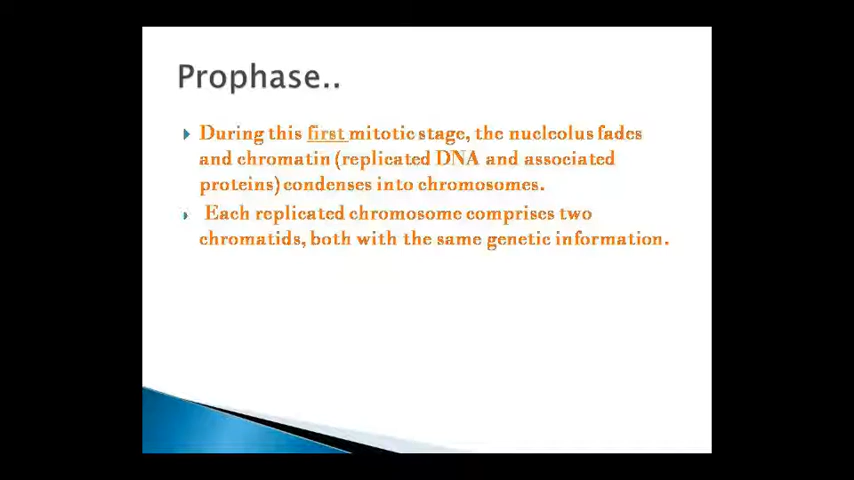 Prophase..
During this first mitotic stage, the nucleolus fades
and chromatin (replicated DNA and associated
proteins) condenses into chromosomes.
Each replicated chromosome comprises two
chromatids, both with the same genetic information.